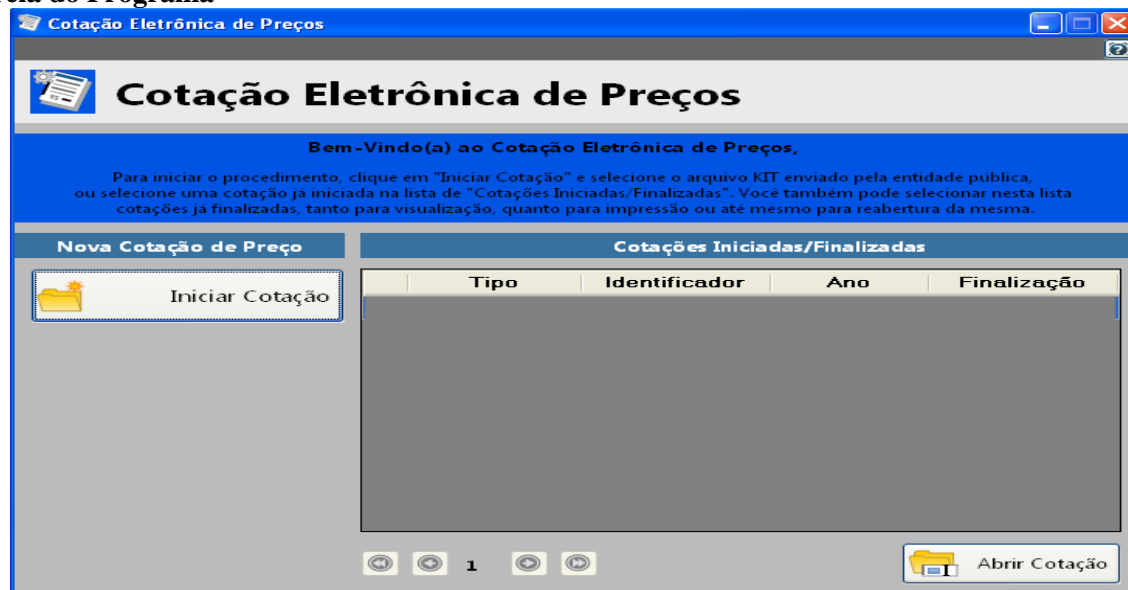 do Programa
Cotação Eletrônica de Preços
Cotação Eletrônica de Preços
Bem-Vindo(a) ao Cotação Eletrônica de Preços,
Para iniciar o procedimento, clique em "Iniciar Cotação" e selecione o arquivo KIT enviado pela entidade pública,
ou selecione uma cotação já iniciada na lista de "Cotações Iniciadas/Finalizadas". Você também pode selecionar nesta lista
cotações já finalizadas, tanto para visualização, quanto para impressão ou até mesmo para reabertura da mesma.
Nova Cotação de Preço
Cotações Iniciadas/Finalizadas
Iniciar Cotação
Tipo Identificador Ano Finalização
1
Abrir Cotação